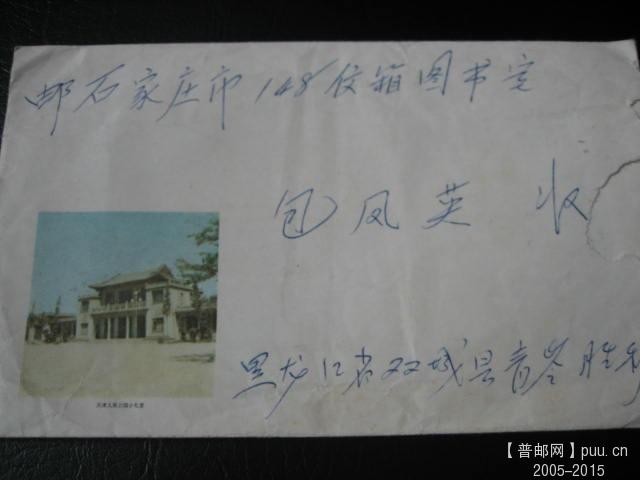 邮石家庄市148信箱图书室
包凤英 收
黑龙江省双城县青岭胜利
【普邮网】puu.cn
2005-2015